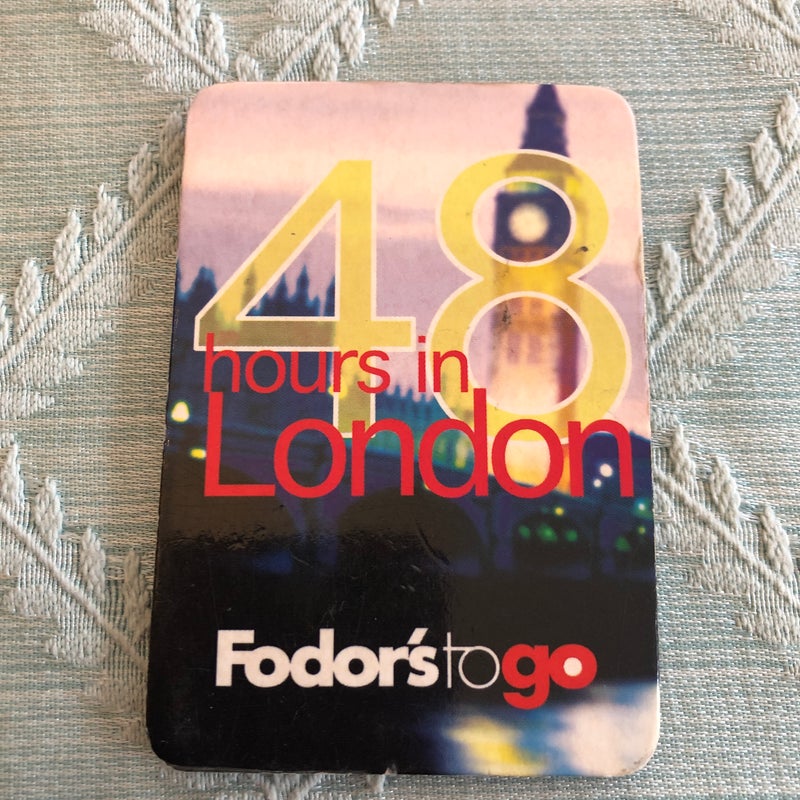 48
hours in
London
Fodor's to go